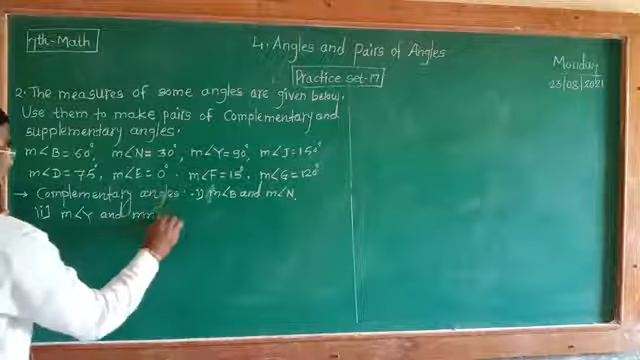 7th-Math
4. Angles and Pairs of Angles
Monday
23/08/2021
Practice set-17
2. The measures of some angles are given below.
Use them to make pairs of Complementary and
supplementary angles.
m∠B=60°, m∠N=30°, m∠Y=90°, m∠J=150°
m∠D=75°, m∠E=0°. m∠F=15°, m∠G=120°
→ Complementary angles:-i] m∠B and m∠N.
ii] m∠Y and m